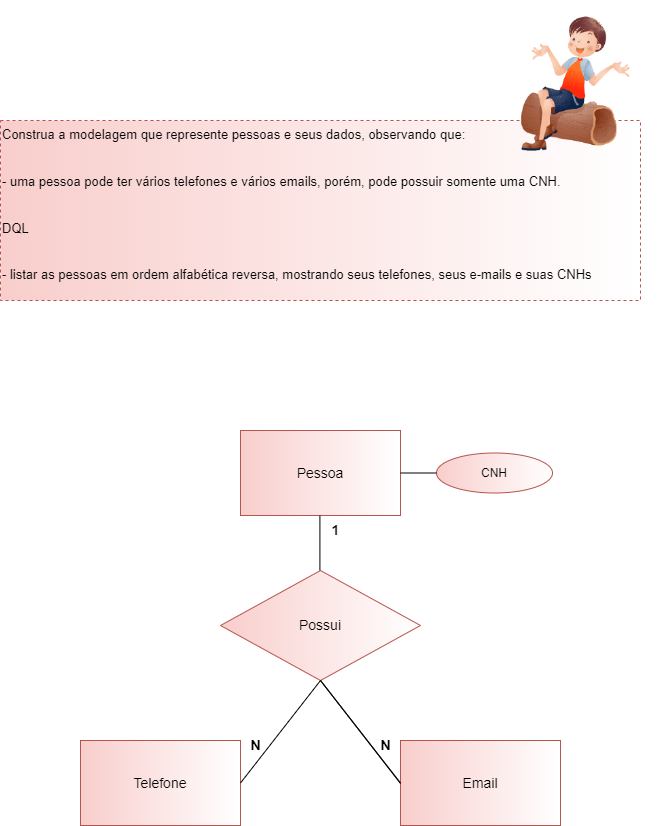 Construa a modelagem que represente pessoas e seus dados, observando que:
- uma pessoa pode ter vários telefones e vários emails, porém, pode possuir somente uma CNH.
DQL
- listar as pessoas em ordem alfabética reversa, mostrando seus telefones, seus e-mails e suas CNHs
Pessoa
CNH
1
Possui
N
N
Telefone
Email